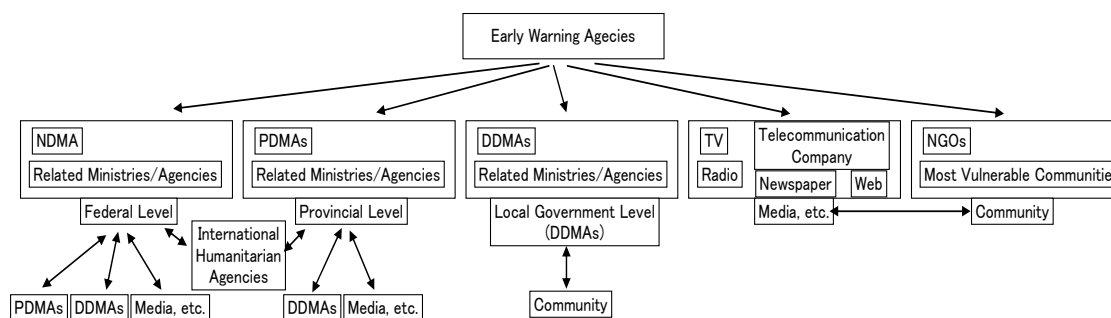 Early Warning Agecies
NDMA
Related Ministries/Agencies
Federal Level
PDMAs
Related Ministries/Agencies
Provincial Level
DDMAs
Related Ministries/Agencies
Local Government Level
(DDMAs)
TV
Telecommunication
Company
Radio
Newspaper
Web
Media, etc.
NGOs
Most Vulnerable Communities
Community
International
Humanitarian
Agencies
PDMAs
DDMAs
Media, etc.
DDMAs
Media, etc.
Community